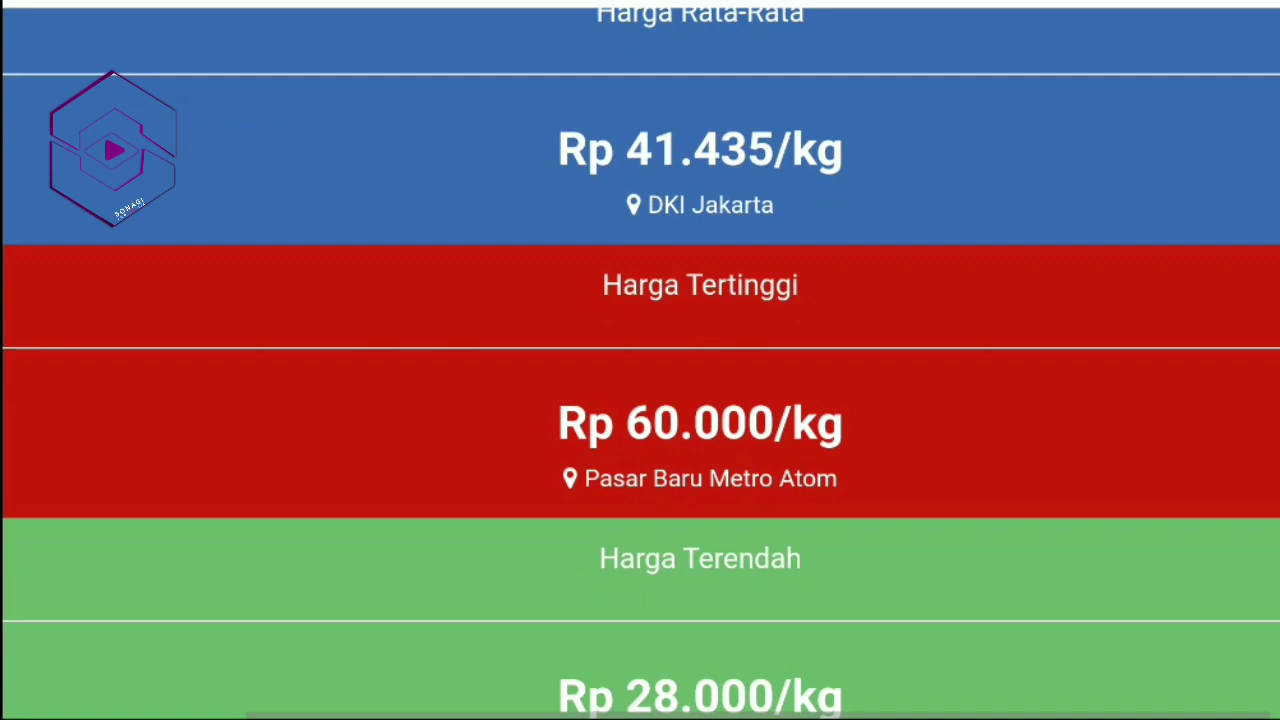 Harga Rata-Rata
Rp 41.435/kg
DKI Jakarta
Harga Tertinggi
Rp 60.000/kg
Pasar Baru Metro Atom
Harga Terendah
Rp 28.000/kg
BONAGI